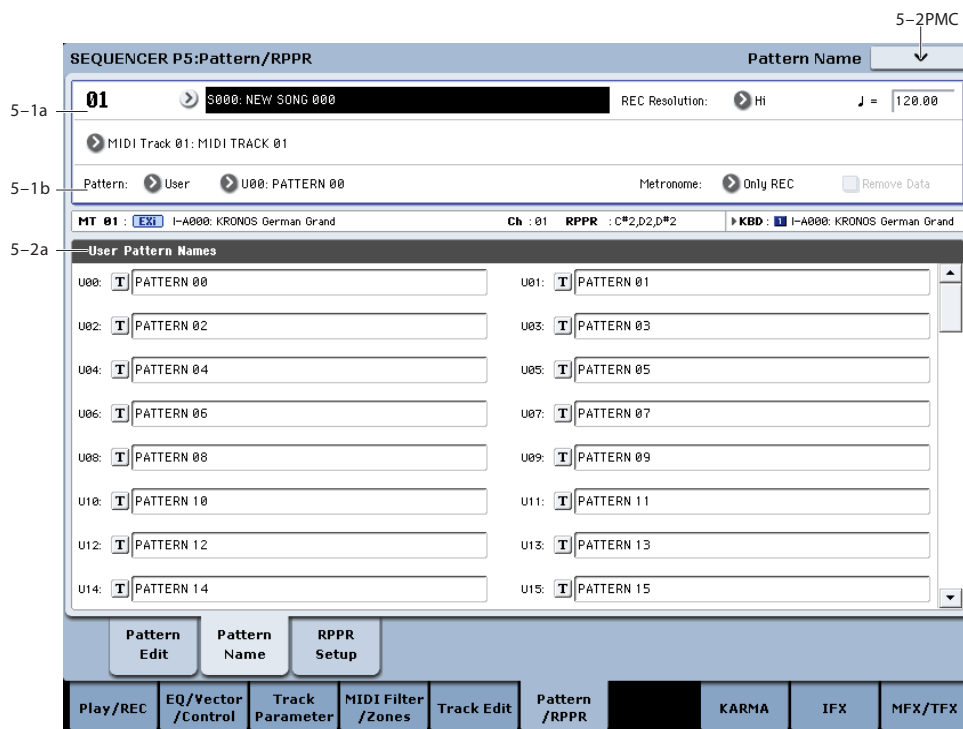 5–2PMC
SEQUENCER P5:Pattern/RPPR Pattern Name
5–1a
01 S000: NEW SONG 000 REC Resolution: Hi ♩ = 120.00
MIDI Track 01: MIDI TRACK 01
5–1b
Pattern: User U00: PATTERN 00 Metronome: Only REC Remove Data
MT 01 : EXi I-A000: KRONOS German Grand Ch : 01 RPPR : C#2,D2,D#2 KBD : 1 I-A000: KRONOS German Grand
5–2a
User Pattern Names
U00: T PATTERN 00 U01: T PATTERN 01
U02: T PATTERN 02 U03: T PATTERN 03
U04: T PATTERN 04 U05: T PATTERN 05
U06: T PATTERN 06 U07: T PATTERN 07
U08: T PATTERN 08 U09: T PATTERN 09
U10: T PATTERN 10 U11: T PATTERN 11
U12: T PATTERN 12 U13: T PATTERN 13
U14: T PATTERN 14 U15: T PATTERN 15
Pattern Edit
Pattern Name
RPPR Setup
Play/REC
EQ/Vector /Control
Track Parameter
MIDI Filter /Zones
Track Edit
Pattern /RPPR
KARMA
IFX
MFX/TFX